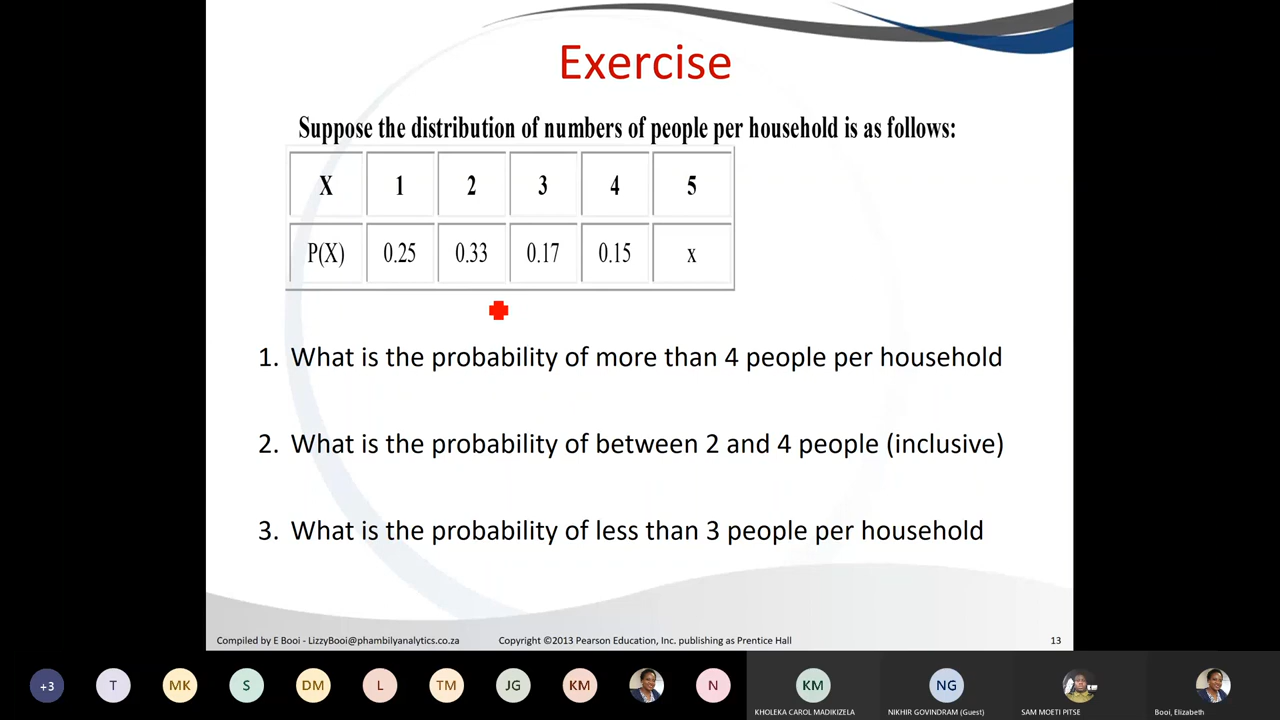 Exercise
Suppose the distribution of numbers of people per household is as follows:
X 1 2 3 4 5
P(X) 0.25 0.33 0.17 0.15 x
1. What is the probability of more than 4 people per household
2. What is the probability of between 2 and 4 people (inclusive)
3. What is the probability of less than 3 people per household
Compiled by E Booi - LizzyBooi@phambilyanalytics.co.za Copyright ©2013 Pearson Education, Inc. publishing as Prentice Hall 13
+3 T MK S DM L TM JG KM N KM NG
KHOLEKA CAROL MADIKIZELA NIKHIR GOVINDRAM (Guest) SAM MOETI PITSE Booi, Elizabeth